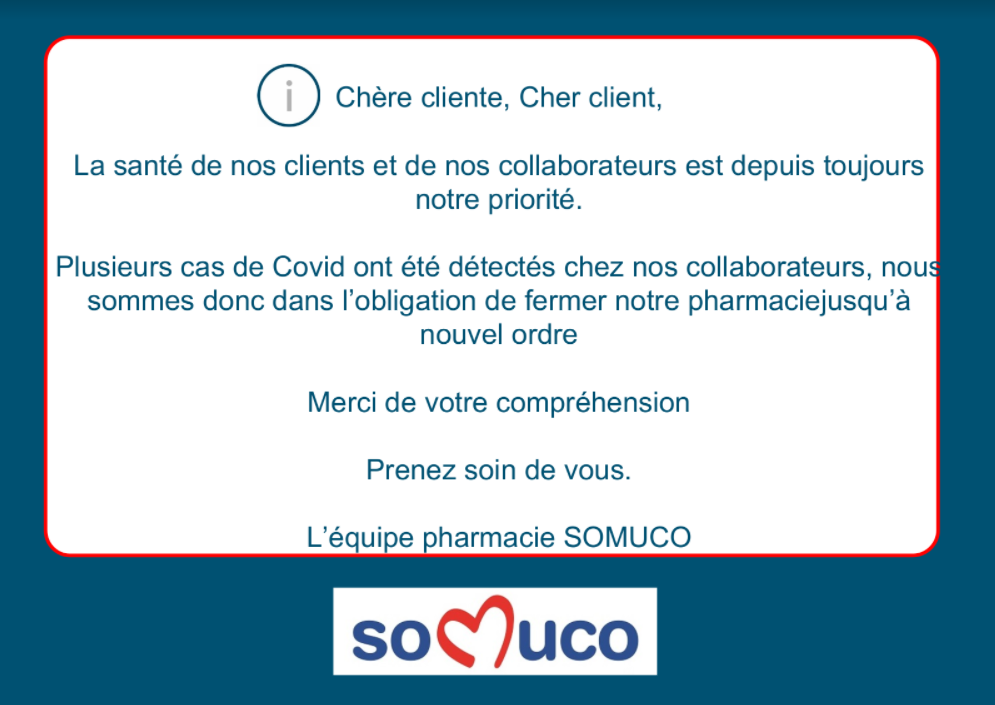 i Chère cliente, Cher client,
La santé de nos clients et de nos collaborateurs est depuis toujours
notre priorité.
Plusieurs cas de Covid ont été détectés chez nos collaborateurs, nous
sommes donc dans l’obligation de fermer notre pharmaciejusqu’à
nouvel ordre
Merci de votre compréhension
Prenez soin de vous.
L’équipe pharmacie SOMUCO
somuco